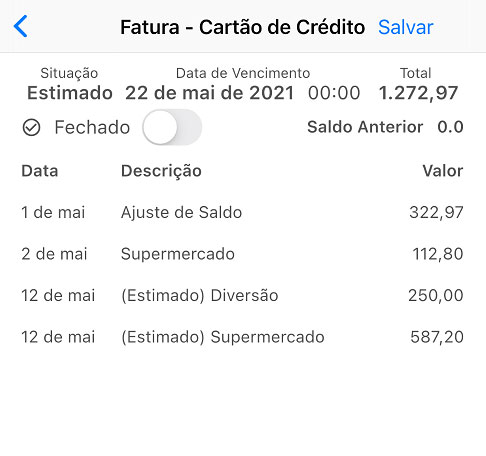 Fatura - Cartão de Crédito Salvar
Situação Data de Vencimento Total
Estimado 22 de mai de 2021 00:00 1.272,97
Fechado Saldo Anterior 0.0
Data Descrição Valor
1 de mai Ajuste de Saldo 322,97
2 de mai Supermercado 112,80
12 de mai (Estimado) Diversão 250,00
12 de mai (Estimado) Supermercado 587,20